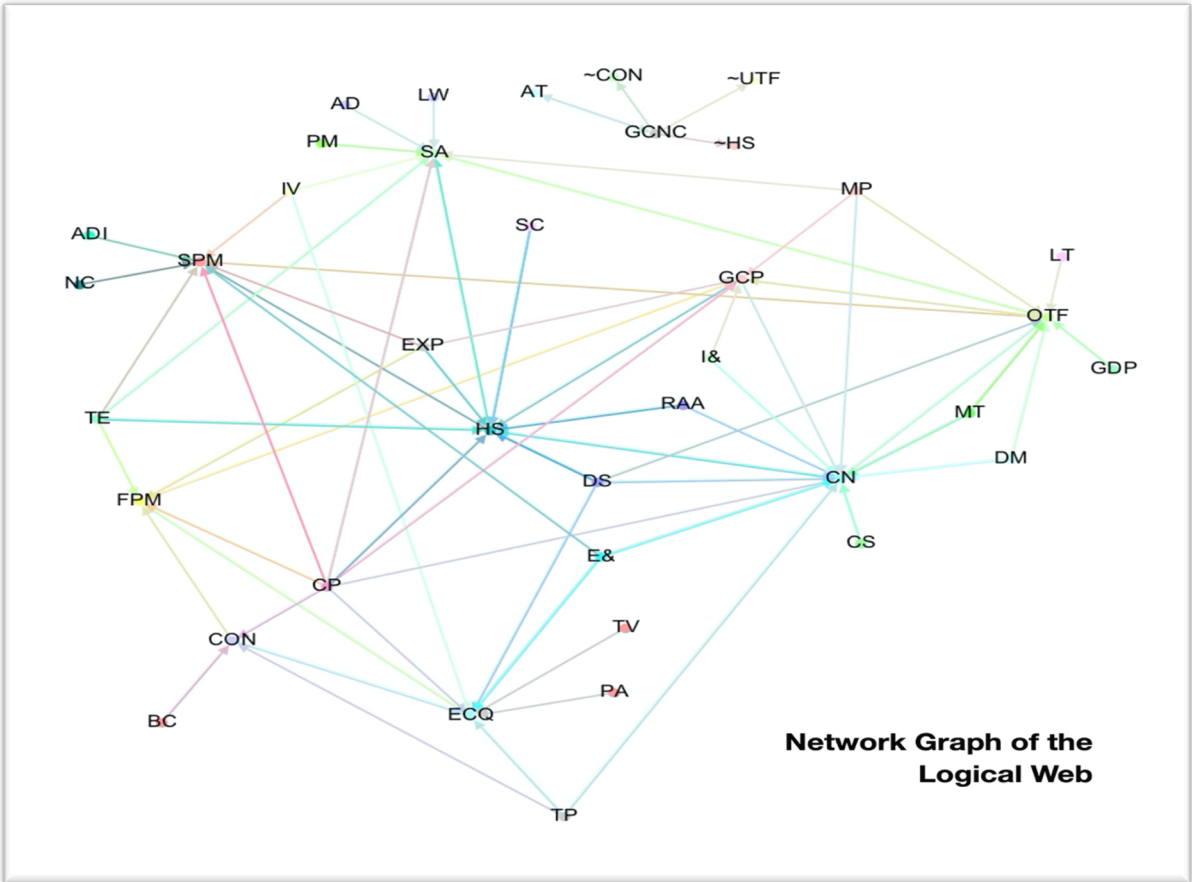 ~CON
~UTF
AT
LW
AD
GCNC
PM
~HS
SA
IV
MP
SC
ADI
LT
SPM
GCP
NC
OTF
EXP
I&
GDP
RAA
MT
TE
HS
DM
CN
DS
FPM
CS
E&
CP
TV
CON
PA
ECQ
BC
Network Graph of the
Logical Web
TP